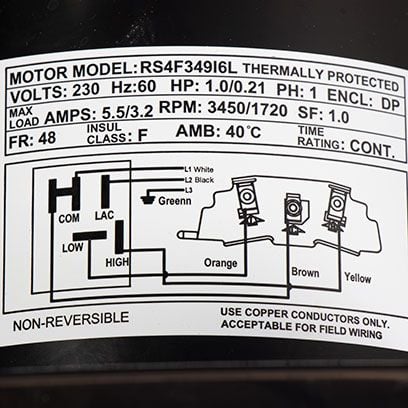 MOTOR MODEL:RS4F349I6L THERMALLY PROTECTED
VOLTS: 230 Hz:60 HP: 1.0/0.21 PH: 1 ENCL: DP
MAX LOAD AMPS: 5.5/3.2 RPM: 3450/1720 SF: 1.0
FR: 48 INSUL CLASS: F AMB: 40°C TIME RATING: CONT.
L1 White
L2 Black
L3
Greenn
COM LAC
LOW
HIGH
Orange
Brown
Yellow
NON-REVERSIBLE
USE COPPER CONDUCTORS ONLY.
ACCEPTABLE FOR FIELD WIRING